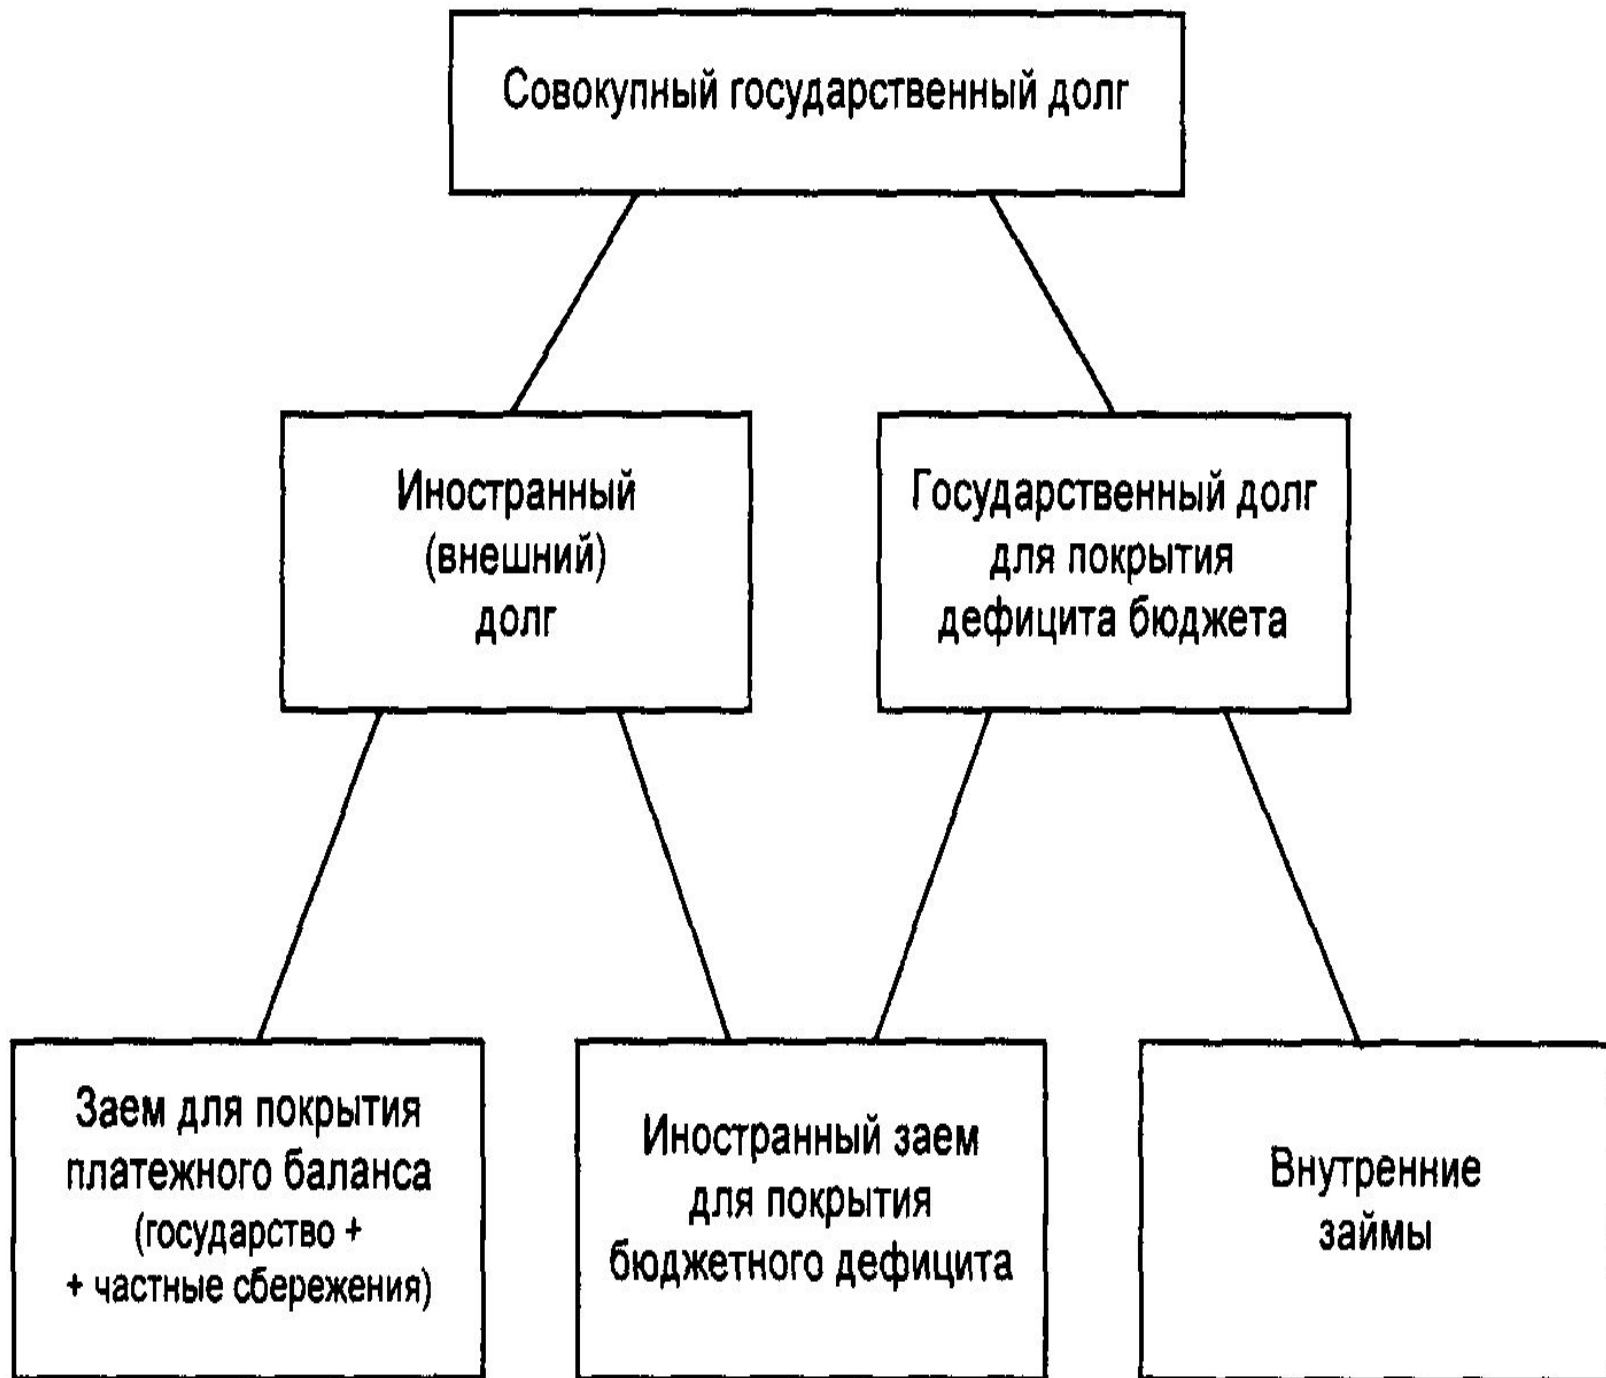 Совокупный государственный долг
Иностранный
(внешний)
долг
Государственный долг
для покрытия
дефицита бюджета
Заем для покрытия
платежного баланса
(государство +
+ частные сбережения)
Иностранный заем
для покрытия
бюджетного дефицита
Внутренние
займы